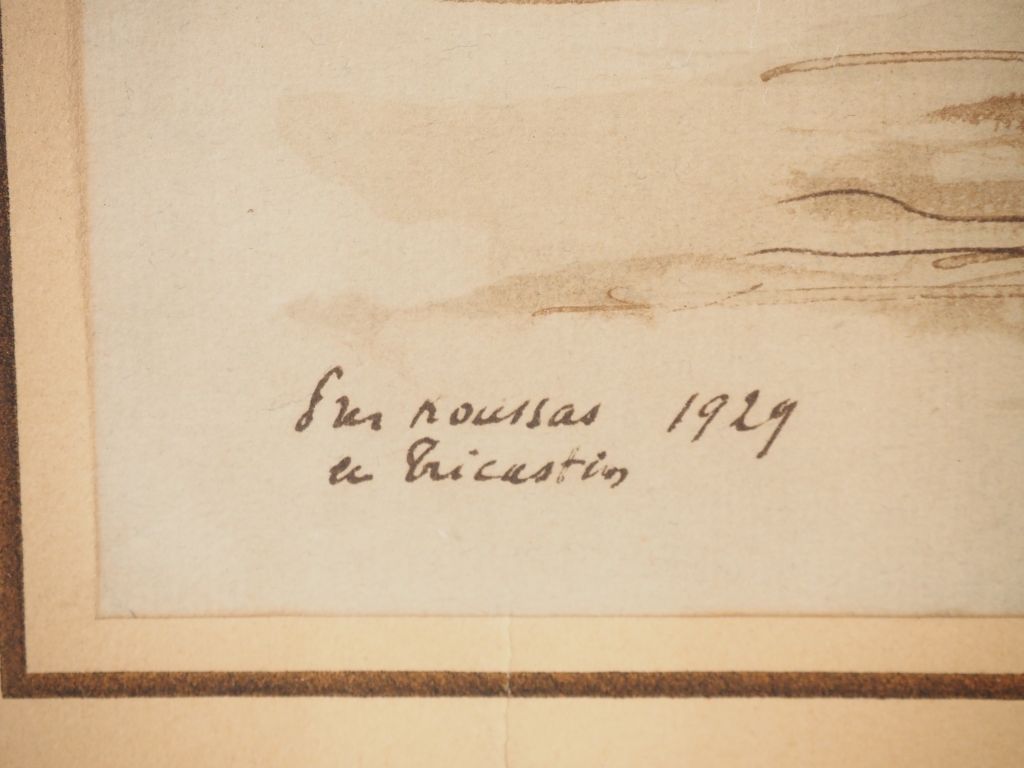 Sur roussas 1929
en Tricastin